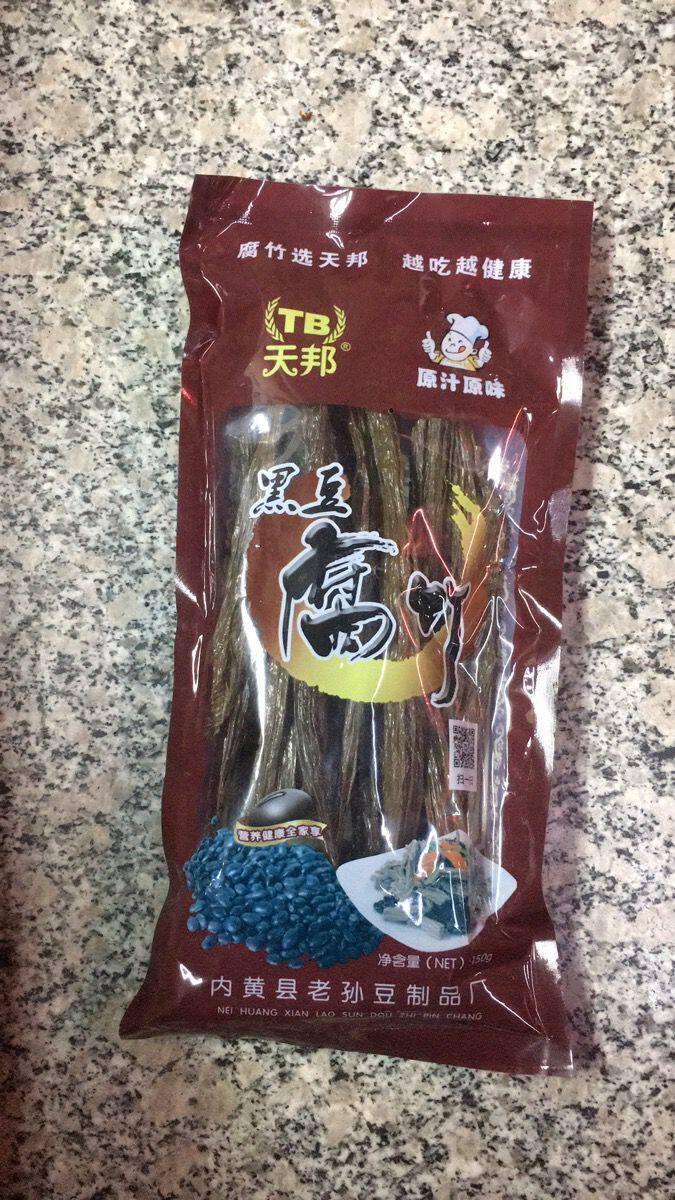 腐竹选天邦 越吃越健康
TB
天邦®
原汁原味
黑豆
腐竹
扫一扫
营养健康全家享
净含量（NET）150g
内黄县老孙豆制品厂
NEI HUANG XIAN LAO SUN DOU ZHI PIN CHANG